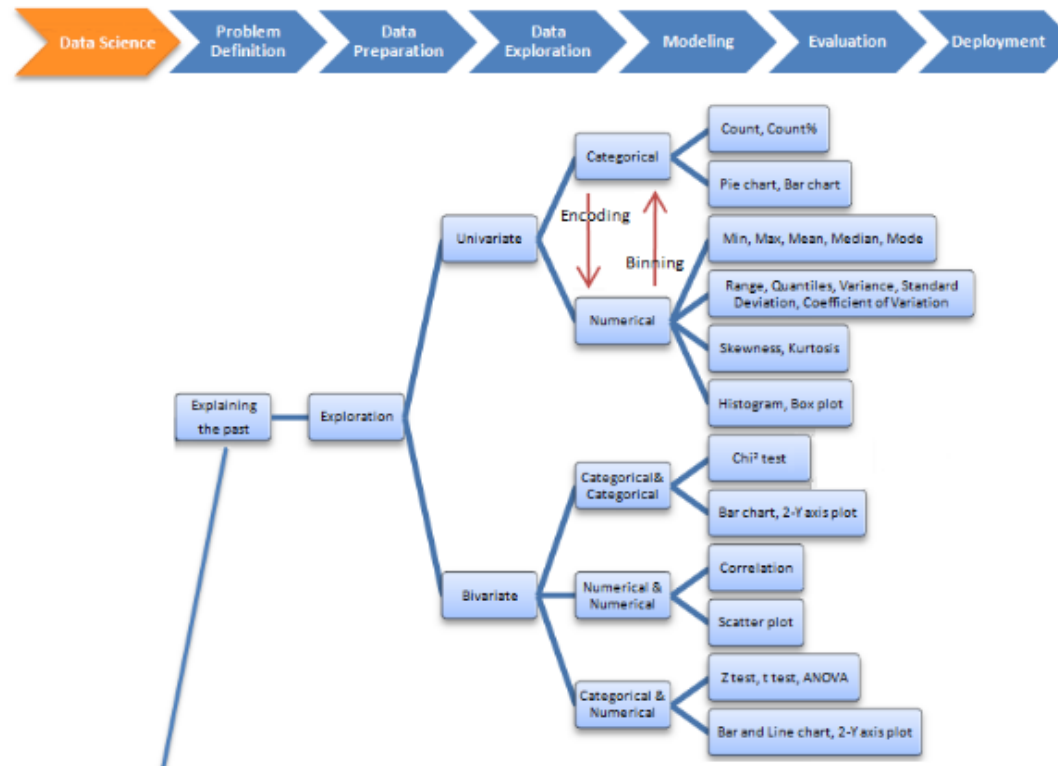 Data Science
Problem
Definition
Data
Preparation
Data
Exploration
Modeling
Evaluation
Deployment
Count, Count%
Categorical
Pie chart, Bar chart
Encoding
Univariate
Min, Max, Mean, Median, Mode
Binning
Range, Quantiles, Variance, Standard
Deviation, Coefficient of Variation
Numerical
Skewness, Kurtosis
Histogram, Box plot
Explaining
the past
Exploration
Chi² test
Categorical&
Categorical
Bar chart, 2-Y axis plot
Correlation
Bivariate
Numerical &
Numerical
Scatter plot
Z test, t test, ANOVA
Categorical &
Numerical
Bar and Line chart, 2-Y axis plot